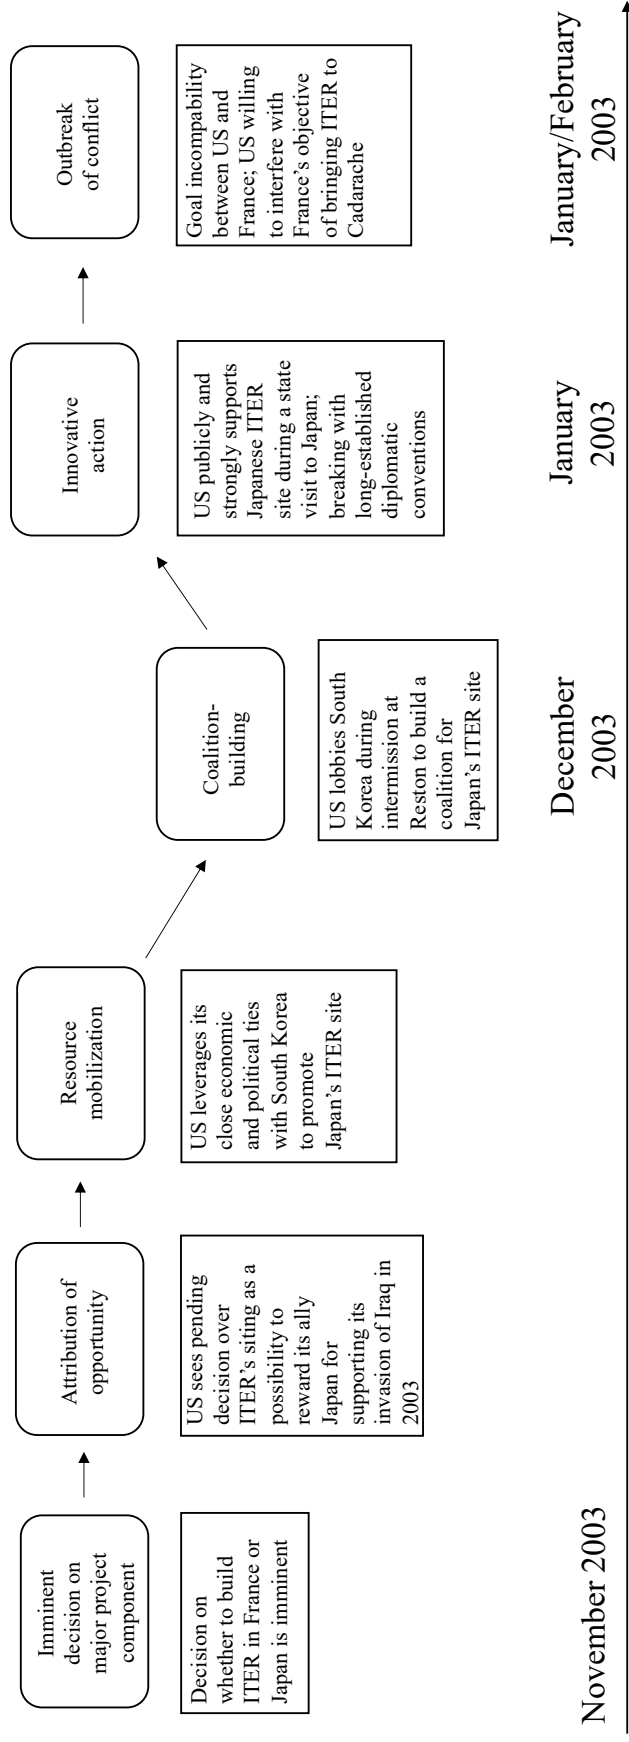 Imminent
decision on
major project
component
Attribution of
opportunity
Resource
mobilization
Coalition-
building
Innovative
action
Outbreak
of conflict
Decision on
whether to build
ITER in France or
Japan is imminent
US sees pending
decision over
ITER’s siting as a
possibility to
reward its ally
Japan for
supporting its
invasion of Iraq in
2003
US leverages its
close economic
and political ties
with South Korea
to promote
Japan’s ITER site
US lobbies South
Korea during
intermission at
Reston to build a
coalition for
Japan’s ITER site
US publicly and
strongly supports
Japanese ITER
site during a state
visit to Japan;
breaking with
long-established
diplomatic
conventions
Goal incompability
between US and
France; US willing
to interfere with
France’s objective
of bringing ITER to
Cadarache
November 2003
December
2003
January
2003
January/February
2003